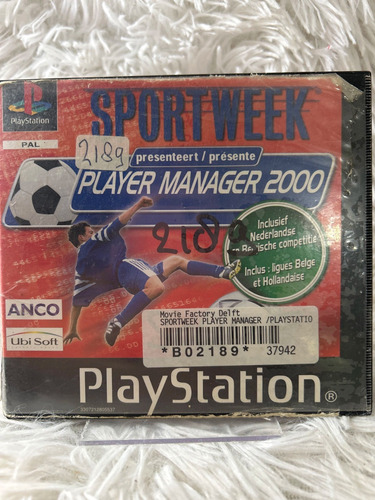 PlayStation
PAL
SPORTWEEK
2189
presenteert / présente
PLAYER MANAGER 2000
2189
Inclusief
Nederlandse
en Belgische competitie
Inclus : ligues Belge
et Hollandaise
ANCO
Ubi Soft
Movie Factory Delft
SPORTWEEK PLAYER MANAGER /PLAYSTATIO
*B02189* 37942
PlayStation®